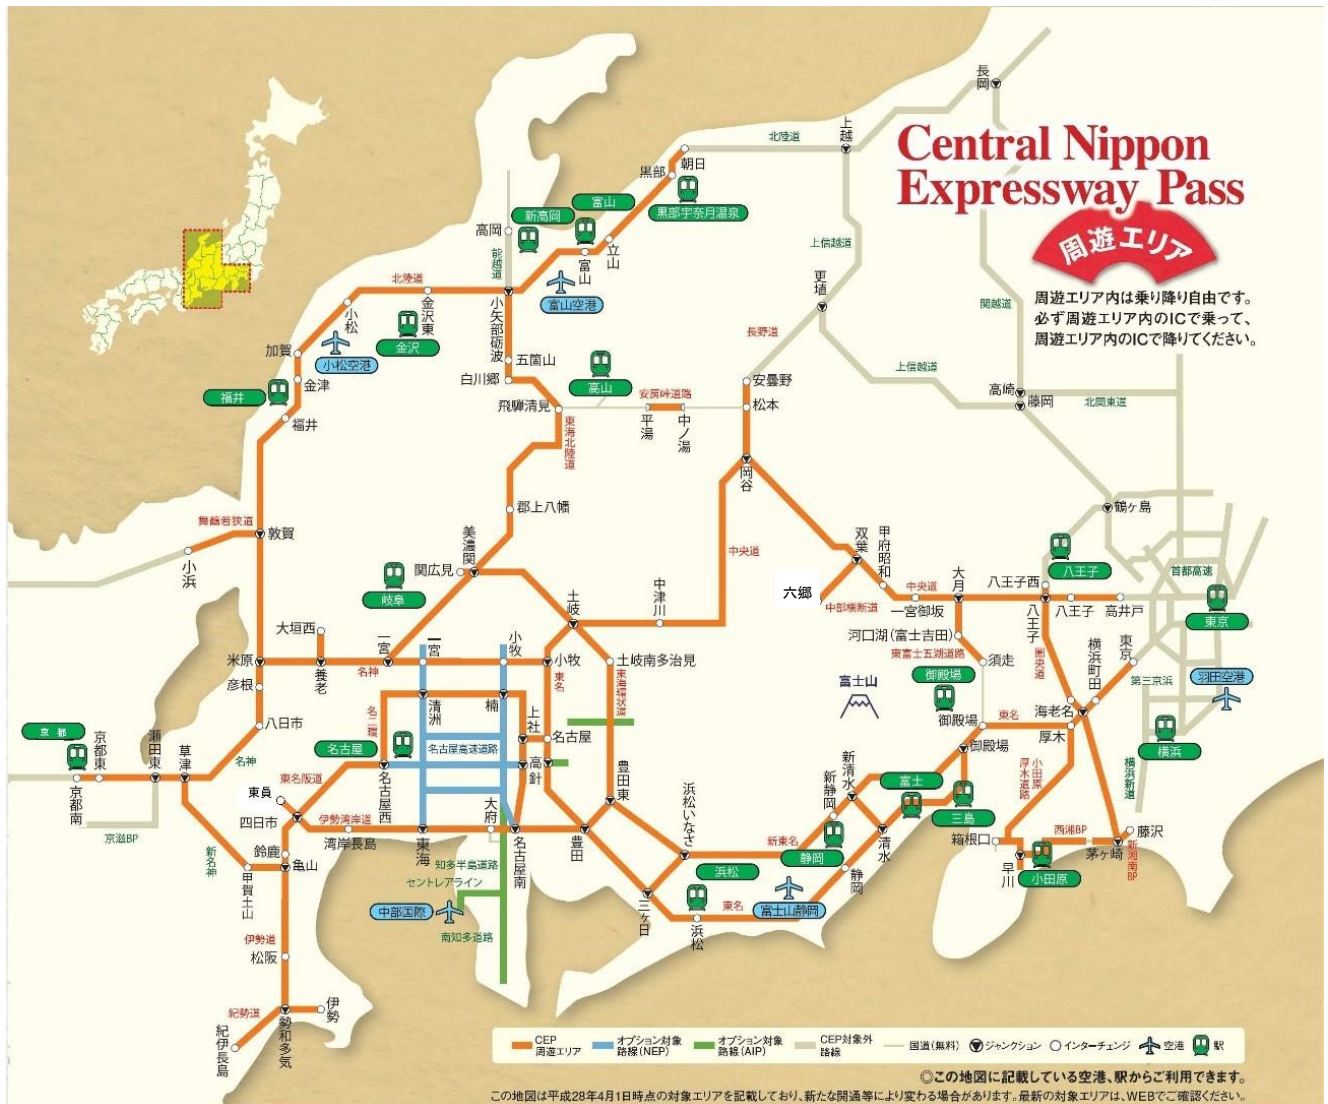 Central Nippon
Expressway Pass
周遊エリア
周遊エリア内は乗り降り自由です。
必ず周遊エリア内のICで乗って、
周遊エリア内のICで降りてください。
長岡
上越
北陸道
朝日
黒部
黒部宇奈月温泉
富山
新高岡
高岡
能越道
立山
富山
富山空港
上信越道
更埴
関越道
長野道
上信越道
高崎
藤岡
北関東道
北陸道
金沢東
小松
小矢部砺波
金沢
小松空港
加賀
金津
福井
福井
五箇山
白川郷
高山
飛騨清見
安房峠道路
平湯
中ノ湯
安曇野
松本
東海北陸道
岡谷
郡上八幡
鶴ヶ島
舞鶴若狭道
敦賀
小浜
美濃関
関広見
岐阜
中央道
双葉
甲府昭和
六郷
中部横断道
中央道
一宮御坂
大月
八王子西
八王子
八王子
八王子
高井戸
首都高速
東京
土岐
中津川
河口湖(富士吉田)
東富士五湖道路
須走
圏央道
横浜町田
東京
第三京浜
羽田空港
大垣西
米原
養老
彦根
一宮
名神
一宮
小牧
小牧
東名
土岐南多治見
東海環状道
富士山
御殿場
御殿場
東名
海老名
厚木
横浜
横浜新道
八日市
名神
名二環
清洲
楠
上社
名古屋
名古屋
名古屋高速道路
高針
京都
京都東
京都南
瀬田東
草津
京滋BP
東名阪道
名古屋西
東員
四日市
伊勢湾岸道
湾岸長島
東海
大府
名古屋南
豊田
豊田東
浜松いなさ
新東名
新静岡
新清水
富士
三島
御殿場
静岡
清水
静岡
小田原厚木道路
箱根口
西湘BP
早川
小田原
茅ヶ崎
藤沢
新湘南BP
鈴鹿
亀山
新名神
甲賀土山
伊勢道
松阪
紀勢道
紀伊長島
勢和多気
伊勢
知多半島道路
セントレアライン
中部国際
南知多道路
三ヶ日
浜松
東名
浜松
富士山静岡
CEP
周遊エリア
オプション対象
路線(NEP)
オプション対象
路線(AIP)
CEP対象外
路線
国道(無料)
ジャンクション
インターチェンジ
空港
駅
◎この地図に記載している空港、駅からご利用できます。
この地図は平成28年4月1日時点の対象エリアを記載しており、新たな開通等により変わる場合があります。最新の対象エリアは、WEBでご確認ください。